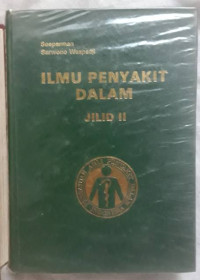 Soeparman
Sarwono Waspadji
ILMU PENYAKIT
DALAM
JILID II